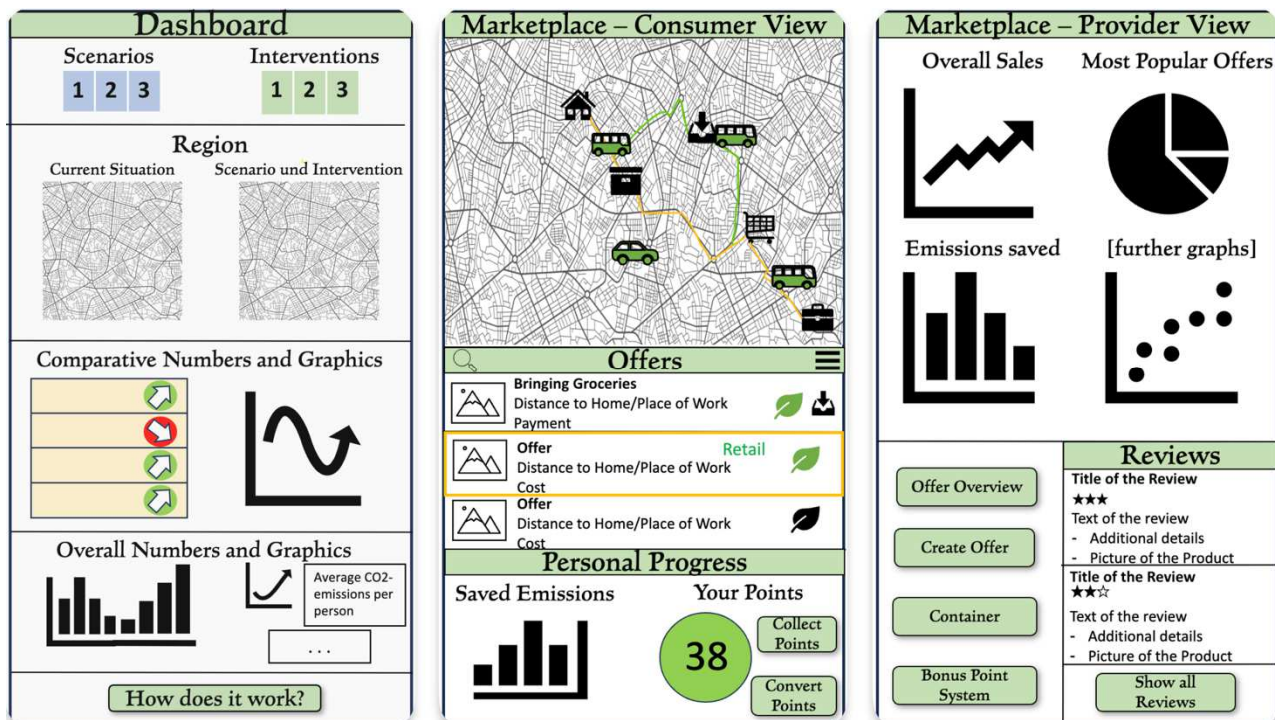 Dashboard
Scenarios
Interventions
1 2 3
1 2 3
Region
Current Situation
Scenario und Intervention
Comparative Numbers and Graphics
Overall Numbers and Graphics
Average CO2-
emissions per
person
...
How does it work?
Marketplace – Consumer View
Offers
Bringing Groceries
Distance to Home/Place of Work
Payment
Offer
Retail
Distance to Home/Place of Work
Cost
Offer
Distance to Home/Place of Work
Cost
Personal Progress
Saved Emissions
Your Points
38
Collect
Points
Convert
Points
Marketplace – Provider View
Overall Sales
Most Popular Offers
Emissions saved
[further graphs]
Offer Overview
Create Offer
Container
Bonus Point
System
Reviews
Title of the Review
★★★
Text of the review
- Additional details
- Picture of the Product
Title of the Review
★★☆
Text of the review
- Additional details
- Picture of the Product
Show all
Reviews